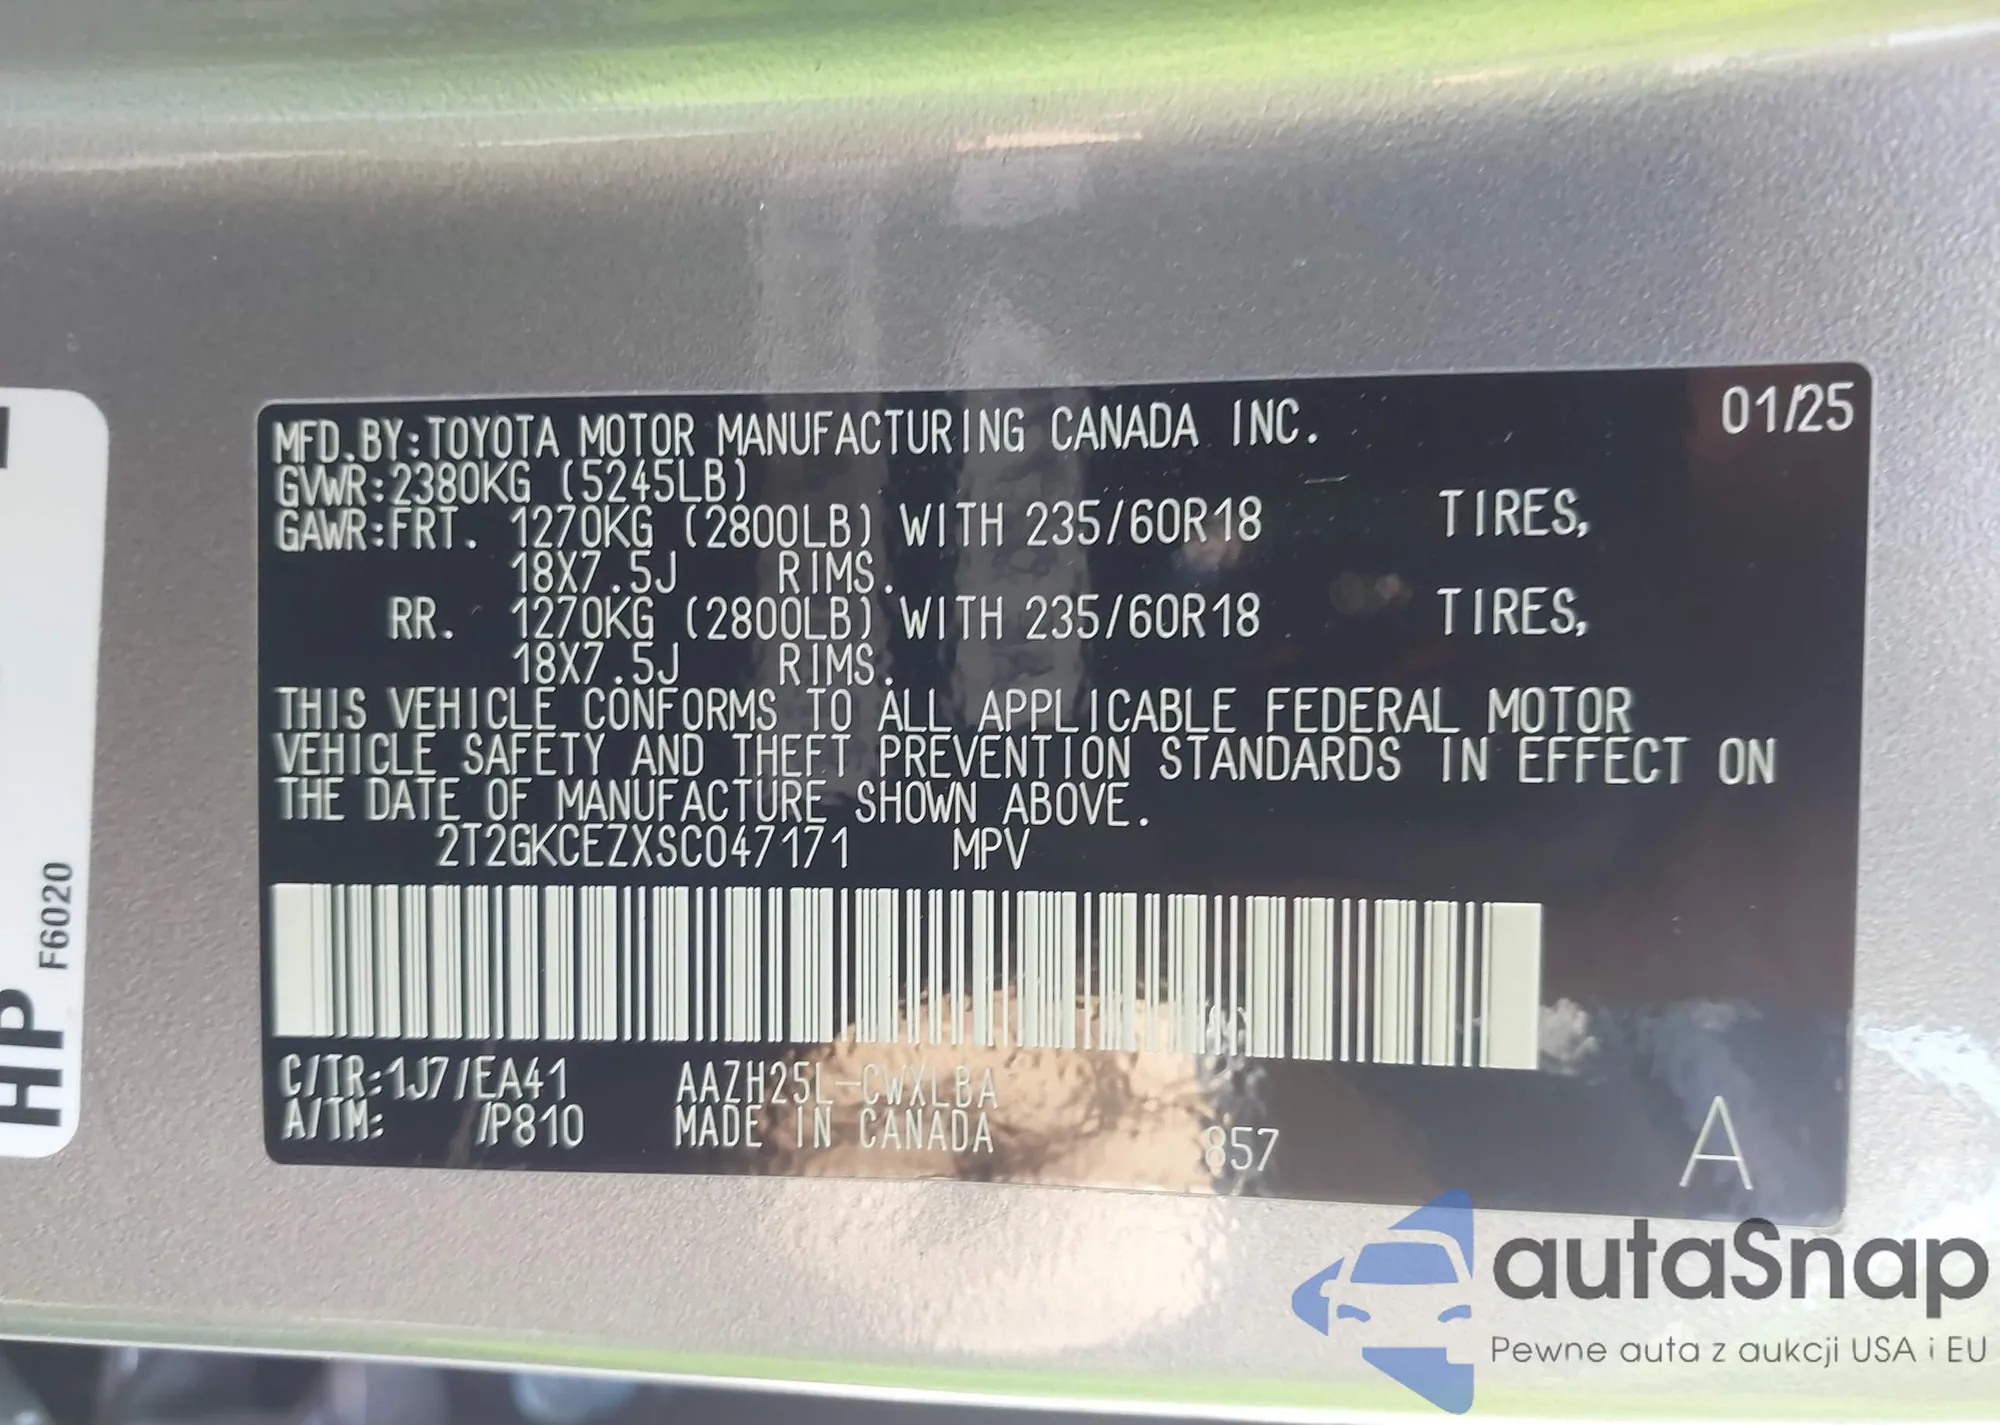 MFD.BY:TOYOTA MOTOR MANUFACTURING CANADA INC. 01/25
GVWR:2380KG (5245LB)
GAWR:FRT. 1270KG (2800LB) WITH 235/60R18 TIRES,
18X7.5J RIMS.
RR. 1270KG (2800LB) WITH 235/60R18 TIRES,
18X7.5J RIMS.
THIS VEHICLE CONFORMS TO ALL APPLICABLE FEDERAL MOTOR
VEHICLE SAFETY AND THEFT PREVENTION STANDARDS IN EFFECT ON
THE DATE OF MANUFACTURE SHOWN ABOVE.
2T2GKCEZXSC047171 MPV
C/TR:1J7/EA41 AAZH25L-CWXLBA
A/TM: /P810 MADE IN CANADA 857 A
HP F6020
autaSnap
Pewne auta z aukcji USA i EU